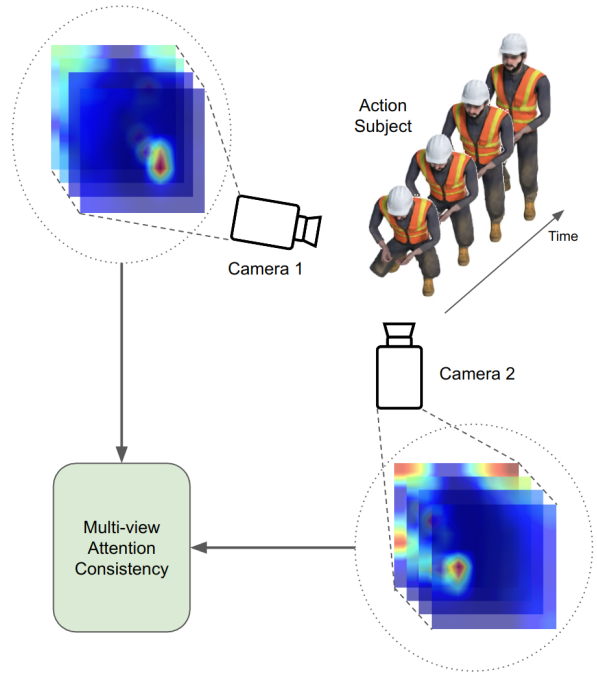 Action
Subject
Time
Camera 1
Camera 2
Multi-view
Attention
Consistency